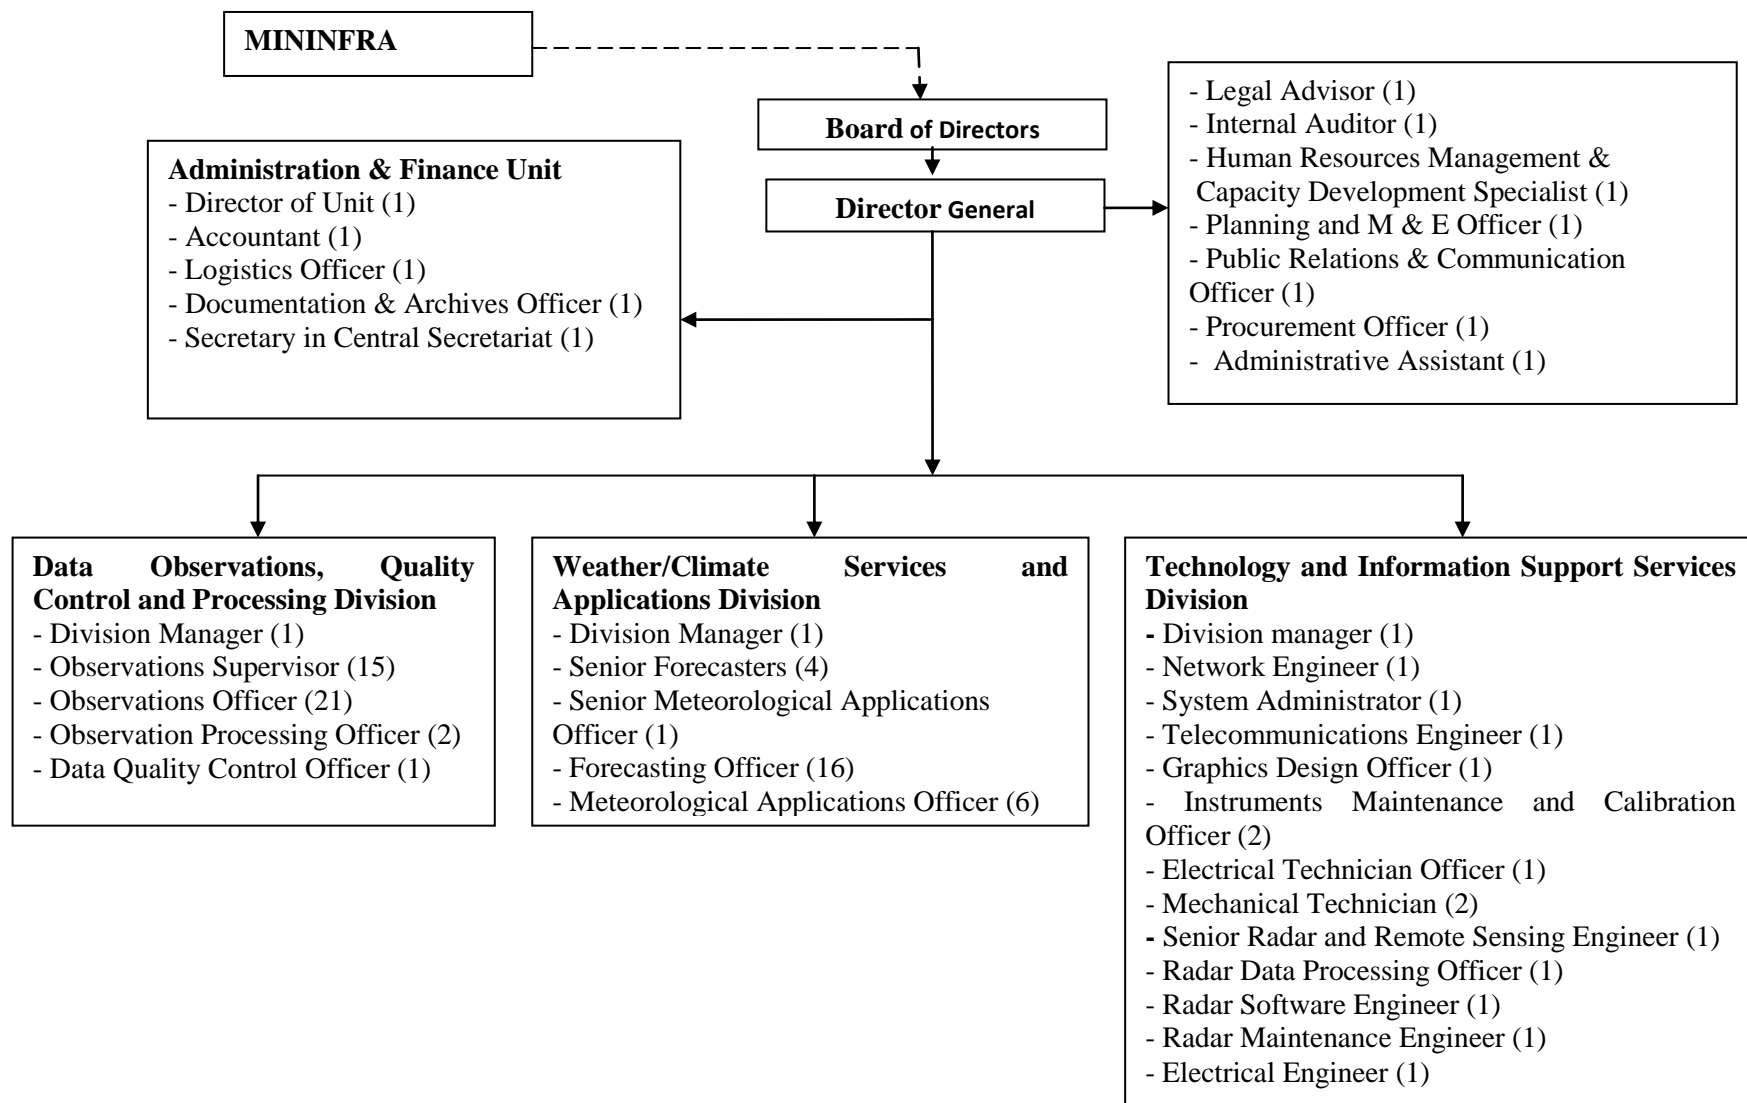 MININFRA
Board of Directors
Director General
- Legal Advisor (1)
- Internal Auditor (1)
- Human Resources Management &
Capacity Development Specialist (1)
- Planning and M & E Officer (1)
- Public Relations & Communication
Officer (1)
- Procurement Officer (1)
- Administrative Assistant (1)
Administration & Finance Unit
- Director of Unit (1)
- Accountant (1)
- Logistics Officer (1)
- Documentation & Archives Officer (1)
- Secretary in Central Secretariat (1)
Data Observations, Quality
Control and Processing Division
- Division Manager (1)
- Observations Supervisor (15)
- Observations Officer (21)
- Observation Processing Officer (2)
- Data Quality Control Officer (1)
Weather/Climate Services and
Applications Division
- Division Manager (1)
- Senior Forecasters (4)
- Senior Meteorological Applications
Officer (1)
- Forecasting Officer (16)
- Meteorological Applications Officer (6)
Technology and Information Support Services
Division
- Division manager (1)
- Network Engineer (1)
- System Administrator (1)
- Telecommunications Engineer (1)
- Graphics Design Officer (1)
- Instruments Maintenance and Calibration
Officer (2)
- Electrical Technician Officer (1)
- Mechanical Technician (2)
- Senior Radar and Remote Sensing Engineer (1)
- Radar Data Processing Officer (1)
- Radar Software Engineer (1)
- Radar Maintenance Engineer (1)
- Electrical Engineer (1)